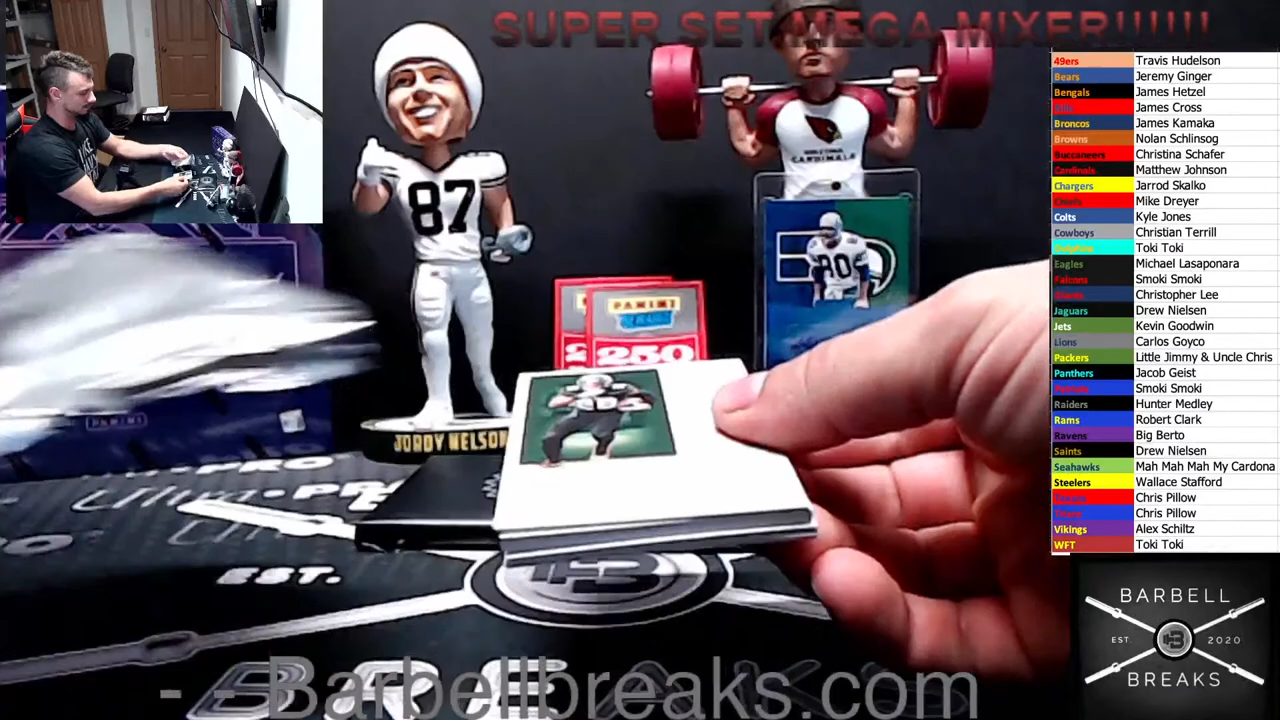 SUPER SET MEGA MIXER!!!!!!
49ers Travis Hudelson
Bears Jeremy Ginger
Bengals James Hetzel
Bills James Cross
Broncos James Kamaka
Browns Nolan Schlinsog
Buccaneers Christina Schafer
Cardinals Matthew Johnson
Chargers Jarrod Skalko
Chiefs Mike Dreyer
Colts Kyle Jones
Cowboys Christian Terrill
Dolphins Toki Toki
Eagles Michael Lasaponara
Falcons Smoki Smoki
Giants Christopher Lee
Jaguars Drew Nielsen
Jets Kevin Goodwin
Lions Carlos Goyco
Packers Little Jimmy & Uncle Chris
Panthers Jacob Geist
Patriots Smoki Smoki
Raiders Hunter Medley
Rams Robert Clark
Ravens Big Berto
Saints Drew Nielsen
Seahawks Mah Mah Mah My Cardona
Steelers Wallace Stafford
Texans Chris Pillow
Titans Chris Pillow
Vikings Alex Schiltz
WFT Toki Toki
87
CARDINALS
80
PANINI
250
JORDY NELSON
PANINI
Ultra PRO
EST.
BARBELL
EST. 2020
BREAKS
- - Barbellbreaks.com